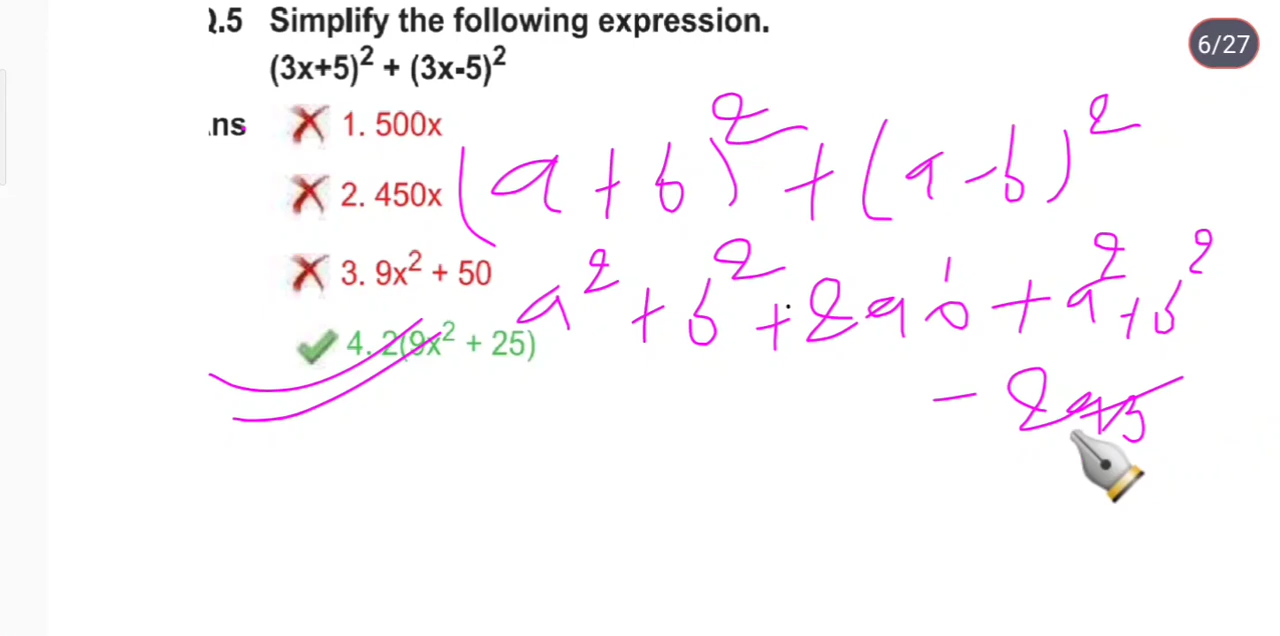 2.5 Simplify the following expression.
6/27
(3x+5)² + (3x-5)²
.ns 1. 500x
(a+b)² + (a-b)²
2. 450x
3. 9x² + 50
a² + b² + 2ab + a² + b²
4. 2(9x² + 25)
- 2ab